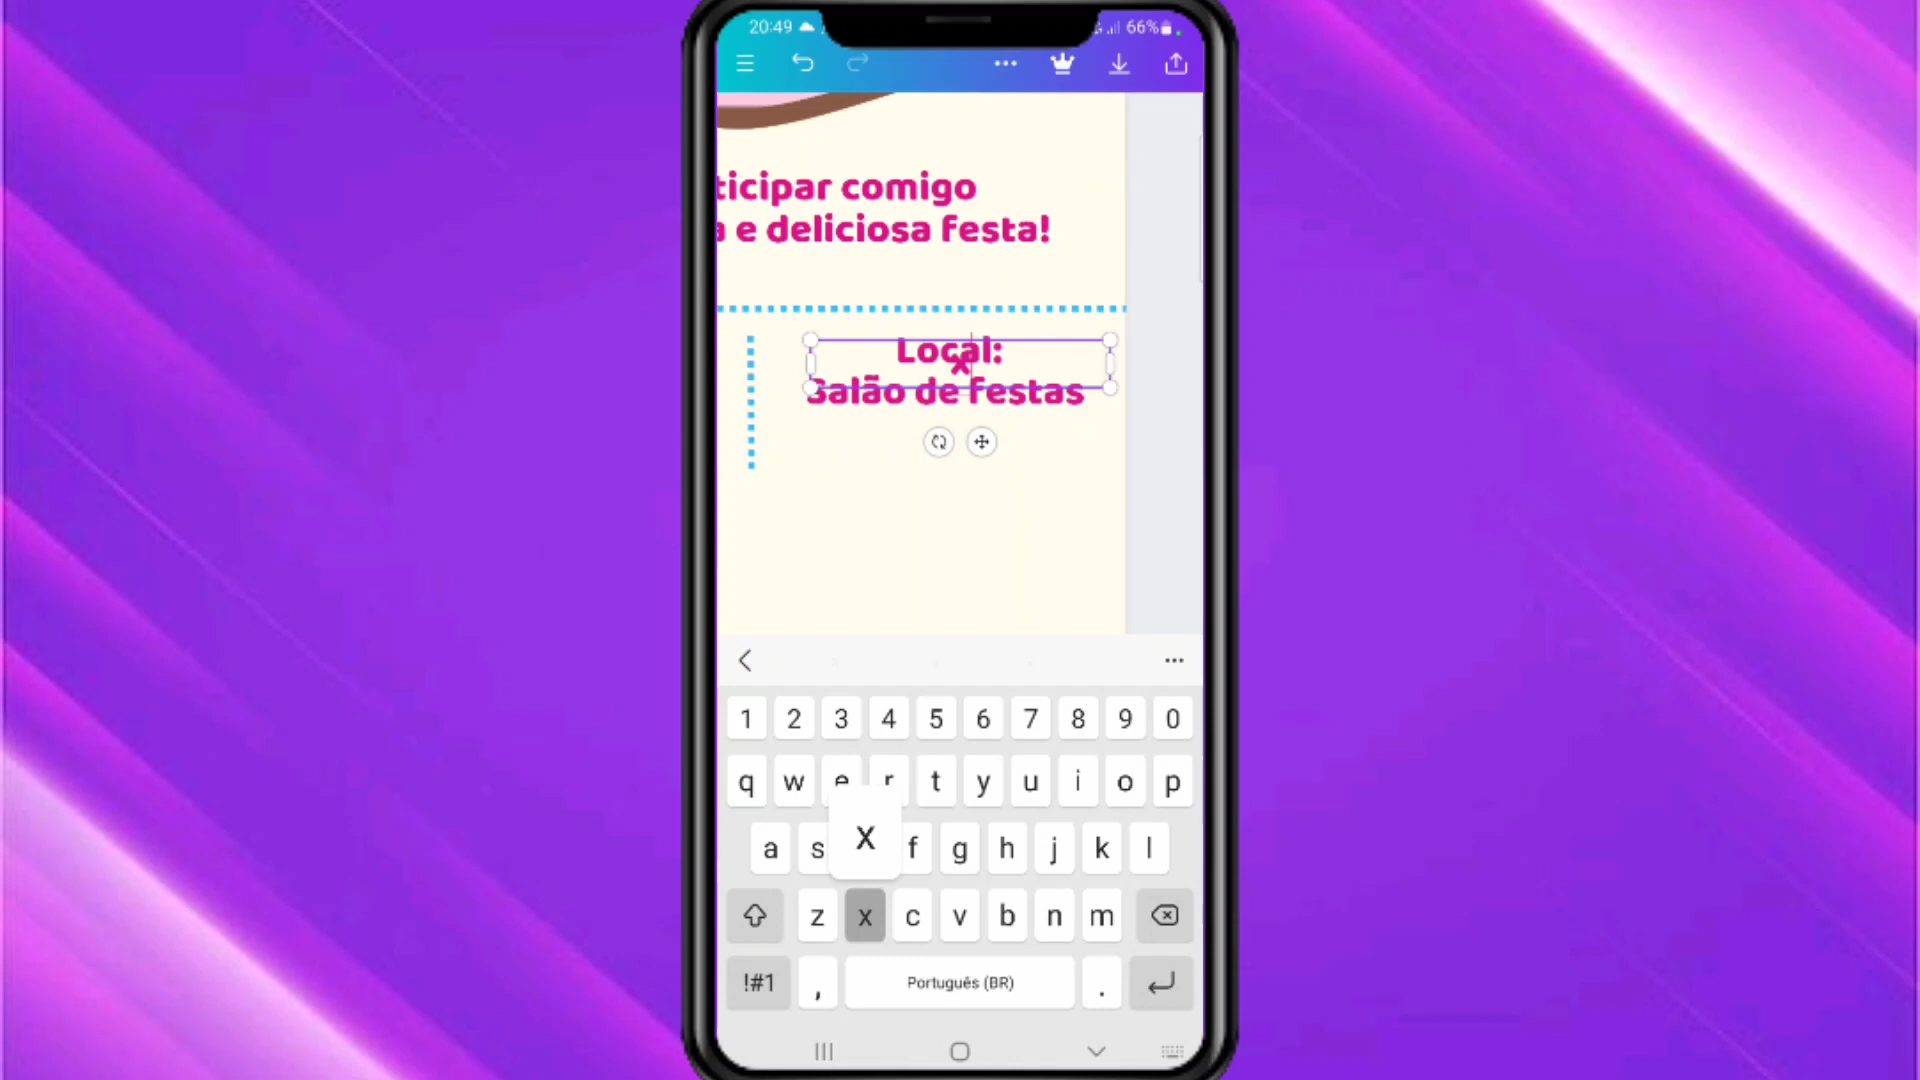 20:49
66%
ticipar comigo
a e deliciosa festa!
Local:
x
Salão de festas
1 2 3 4 5 6 7 8 9 0
q w e r t y u i o p
a s x f g h j k l
z x c v b n m
!#1 , Português (BR) .